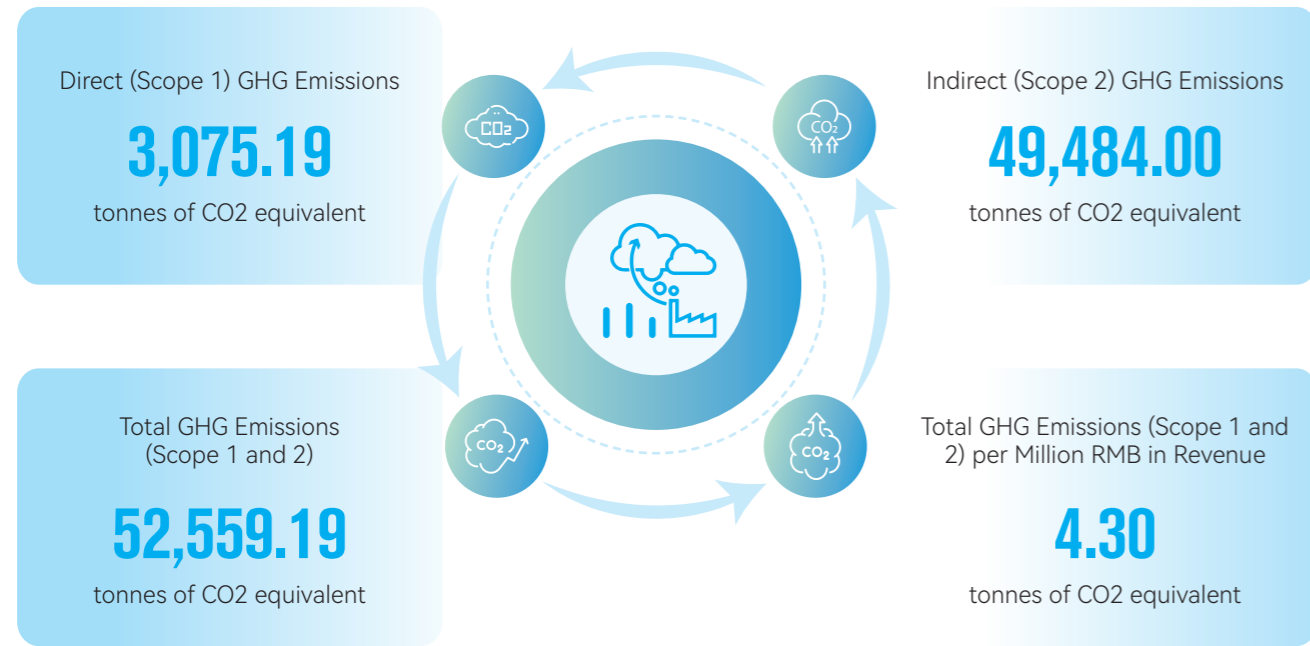 Direct (Scope 1) GHG Emissions
3,075.19
tonnes of CO2 equivalent
Indirect (Scope 2) GHG Emissions
49,484.00
tonnes of CO2 equivalent
CO2
CO2
Total GHG Emissions
(Scope 1 and 2)
52,559.19
tonnes of CO2 equivalent
Total GHG Emissions (Scope 1 and
2) per Million RMB in Revenue
4.30
tonnes of CO2 equivalent
CO2
CO2